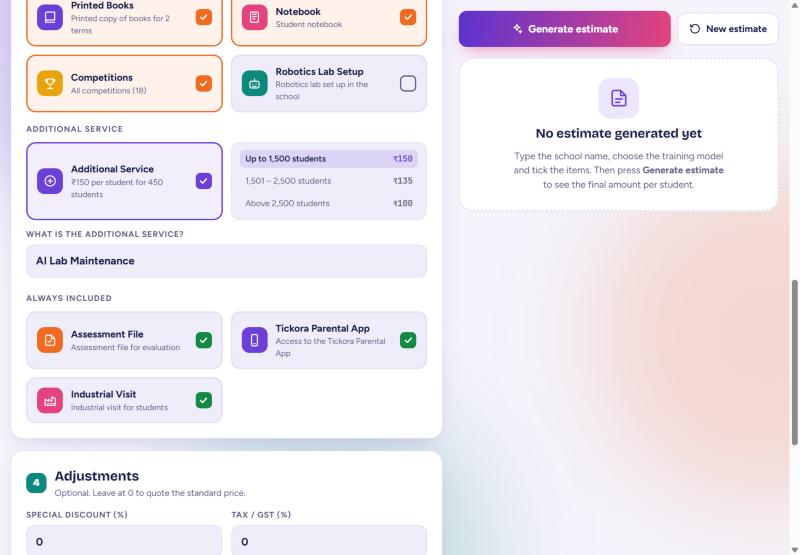 Printed Books
Printed copy of books for 2
terms
Notebook
Student notebook
Competitions
All competitions (18)
Robotics Lab Setup
Robotics lab set up in the
school
ADDITIONAL SERVICE
Additional Service
₹150 per student for 450
students
Up to 1,500 students ₹150
1,501 – 2,500 students ₹135
Above 2,500 students ₹100
WHAT IS THE ADDITIONAL SERVICE?
AI Lab Maintenance
ALWAYS INCLUDED
Assessment File
Assessment file for evaluation
Tickora Parental App
Access to the Tickora Parental
App
Industrial Visit
Industrial visit for students
4
Adjustments
Optional. Leave at 0 to quote the standard price.
SPECIAL DISCOUNT (%)
0
TAX / GST (%)
0
Generate estimate
New estimate
No estimate generated yet
Type the school name, choose the training model
and tick the items. Then press Generate estimate
to see the final amount per student.